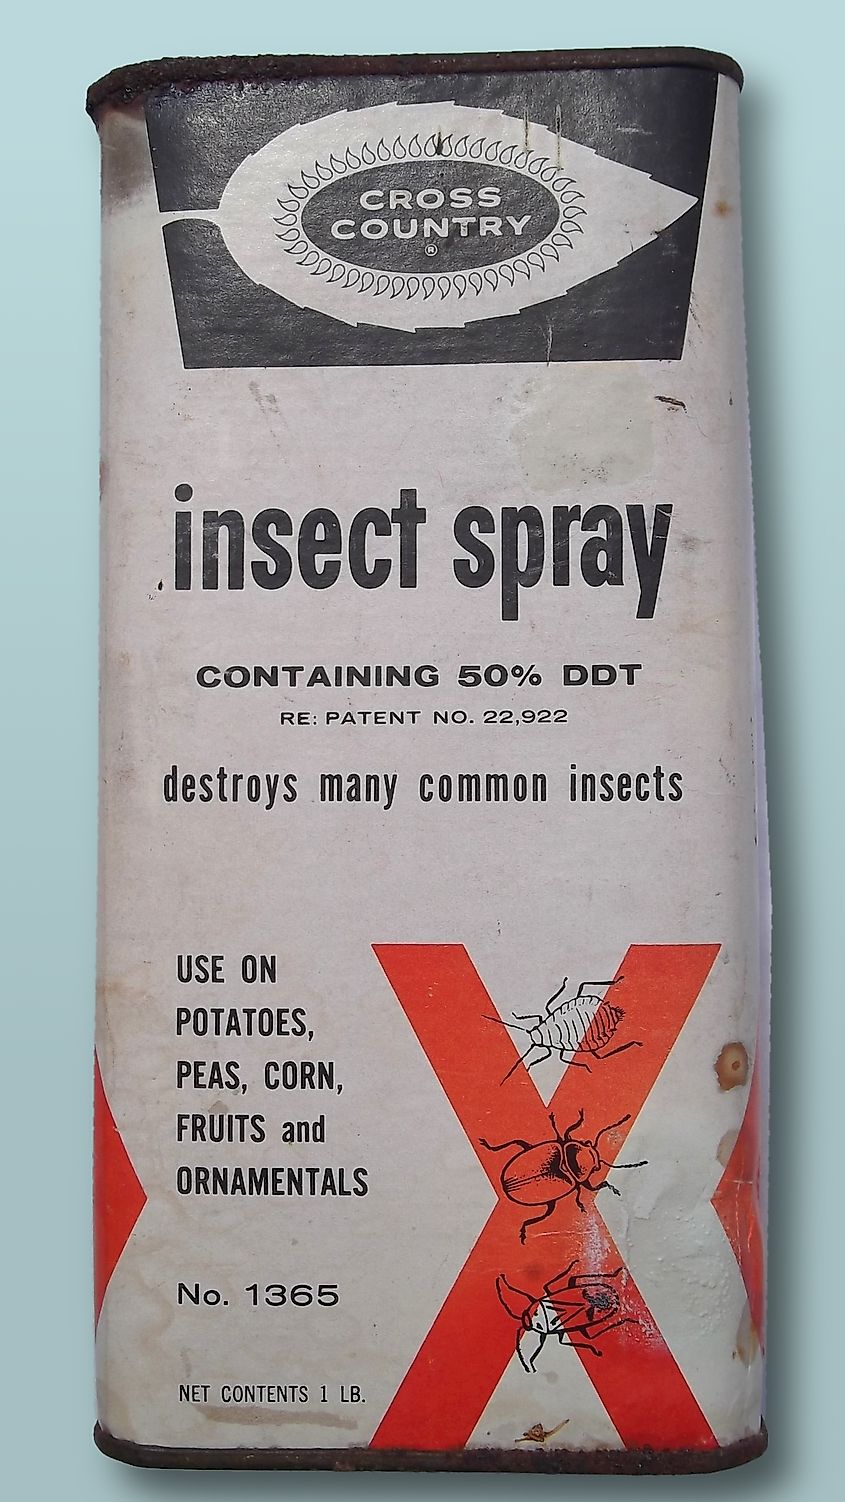 CROSS
COUNTRY
®
insect spray
CONTAINING 50% DDT
RE: PATENT NO. 22,922
destroys many common insects
USE ON
POTATOES,
PEAS, CORN,
FRUITS and
ORNAMENTALS
No. 1365
NET CONTENTS 1 LB.